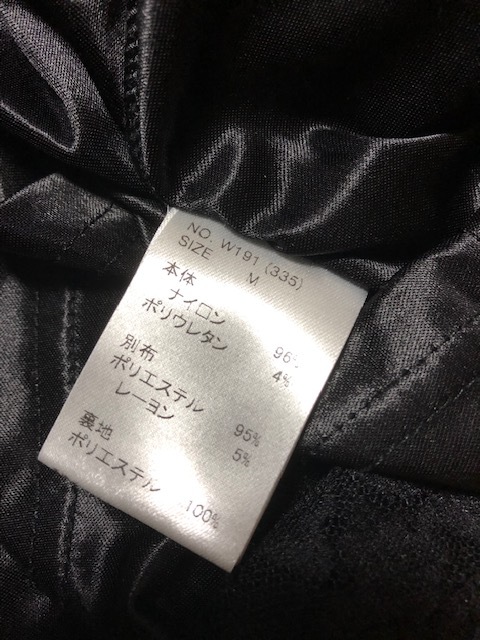 NO. W191 (335)
SIZE M
本体
ナイロン 96%
ポリウレタン 4%
別布
ポリエステル 95%
レーヨン 5%
裏地
ポリエステル 100%